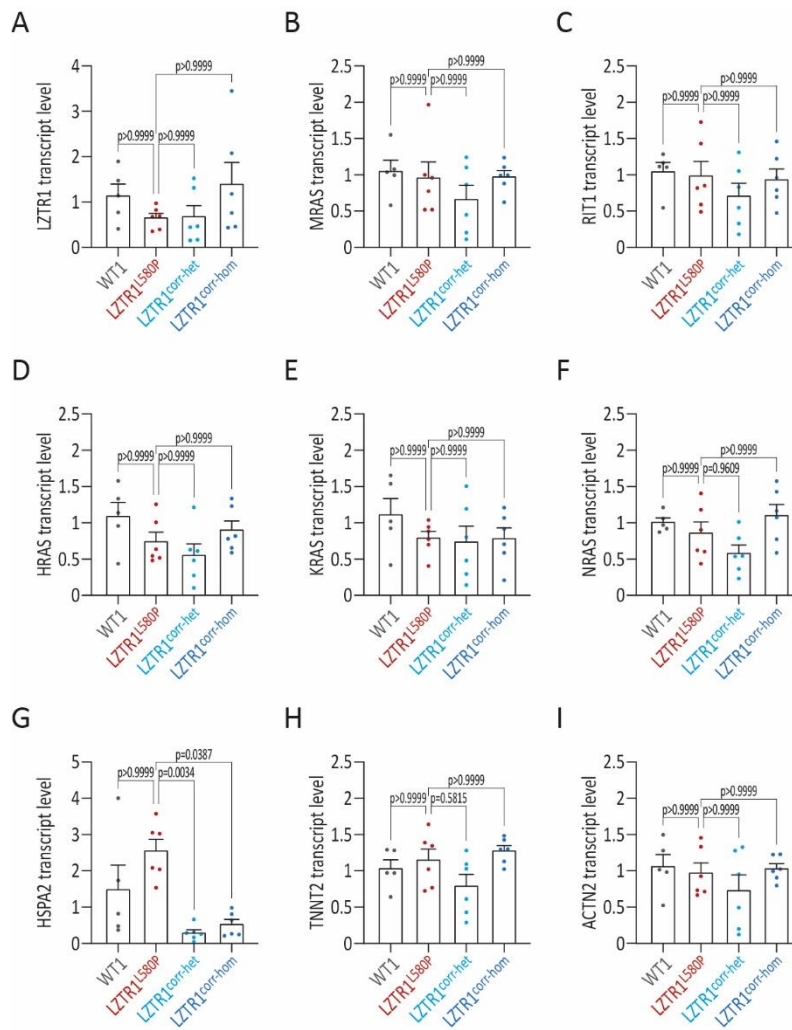 A
LZTR1 transcript level
4
3
2
1
0
p>0.9999
p>0.9999
p>0.9999
WT1
LZTR1L580P
LZTR1corr-het
LZTR1corr-hom
B
MRAS transcript level
2.5
2
1.5
1
0.5
0
p>0.9999
p>0.9999
p>0.9999
WT1
LZTR1L580P
LZTR1corr-het
LZTR1corr-hom
C
RIT1 transcript level
2.5
2
1.5
1
0.5
0
p>0.9999
p>0.9999
p>0.9999
WT1
LZTR1L580P
LZTR1corr-het
LZTR1corr-hom
D
HRAS transcript level
2.5
2
1.5
1
0.5
0
p>0.9999
p>0.9999
p>0.9999
WT1
LZTR1L580P
LZTR1corr-het
LZTR1corr-hom
E
KRAS transcript level
2.5
2
1.5
1
0.5
0
p>0.9999
p>0.9999
p>0.9999
WT1
LZTR1L580P
LZTR1corr-het
LZTR1corr-hom
F
NRAS transcript level
2.5
2
1.5
1
0.5
0
p>0.9999
p>0.9999
p=0.9609
WT1
LZTR1L580P
LZTR1corr-het
LZTR1corr-hom
G
HSPA2 transcript level
5
4
3
2
1
0
p=0.0387
p>0.9999
p=0.0034
WT1
LZTR1L580P
LZTR1corr-het
LZTR1corr-hom
H
TNNT2 transcript level
2.5
2
1.5
1
0.5
0
p>0.9999
p>0.9999
p=0.5815
WT1
LZTR1L580P
LZTR1corr-het
LZTR1corr-hom
I
ACTN2 transcript level
2.5
2
1.5
1
0.5
0
p>0.9999
p>0.9999
p>0.9999
WT1
LZTR1L580P
LZTR1corr-het
LZTR1corr-hom